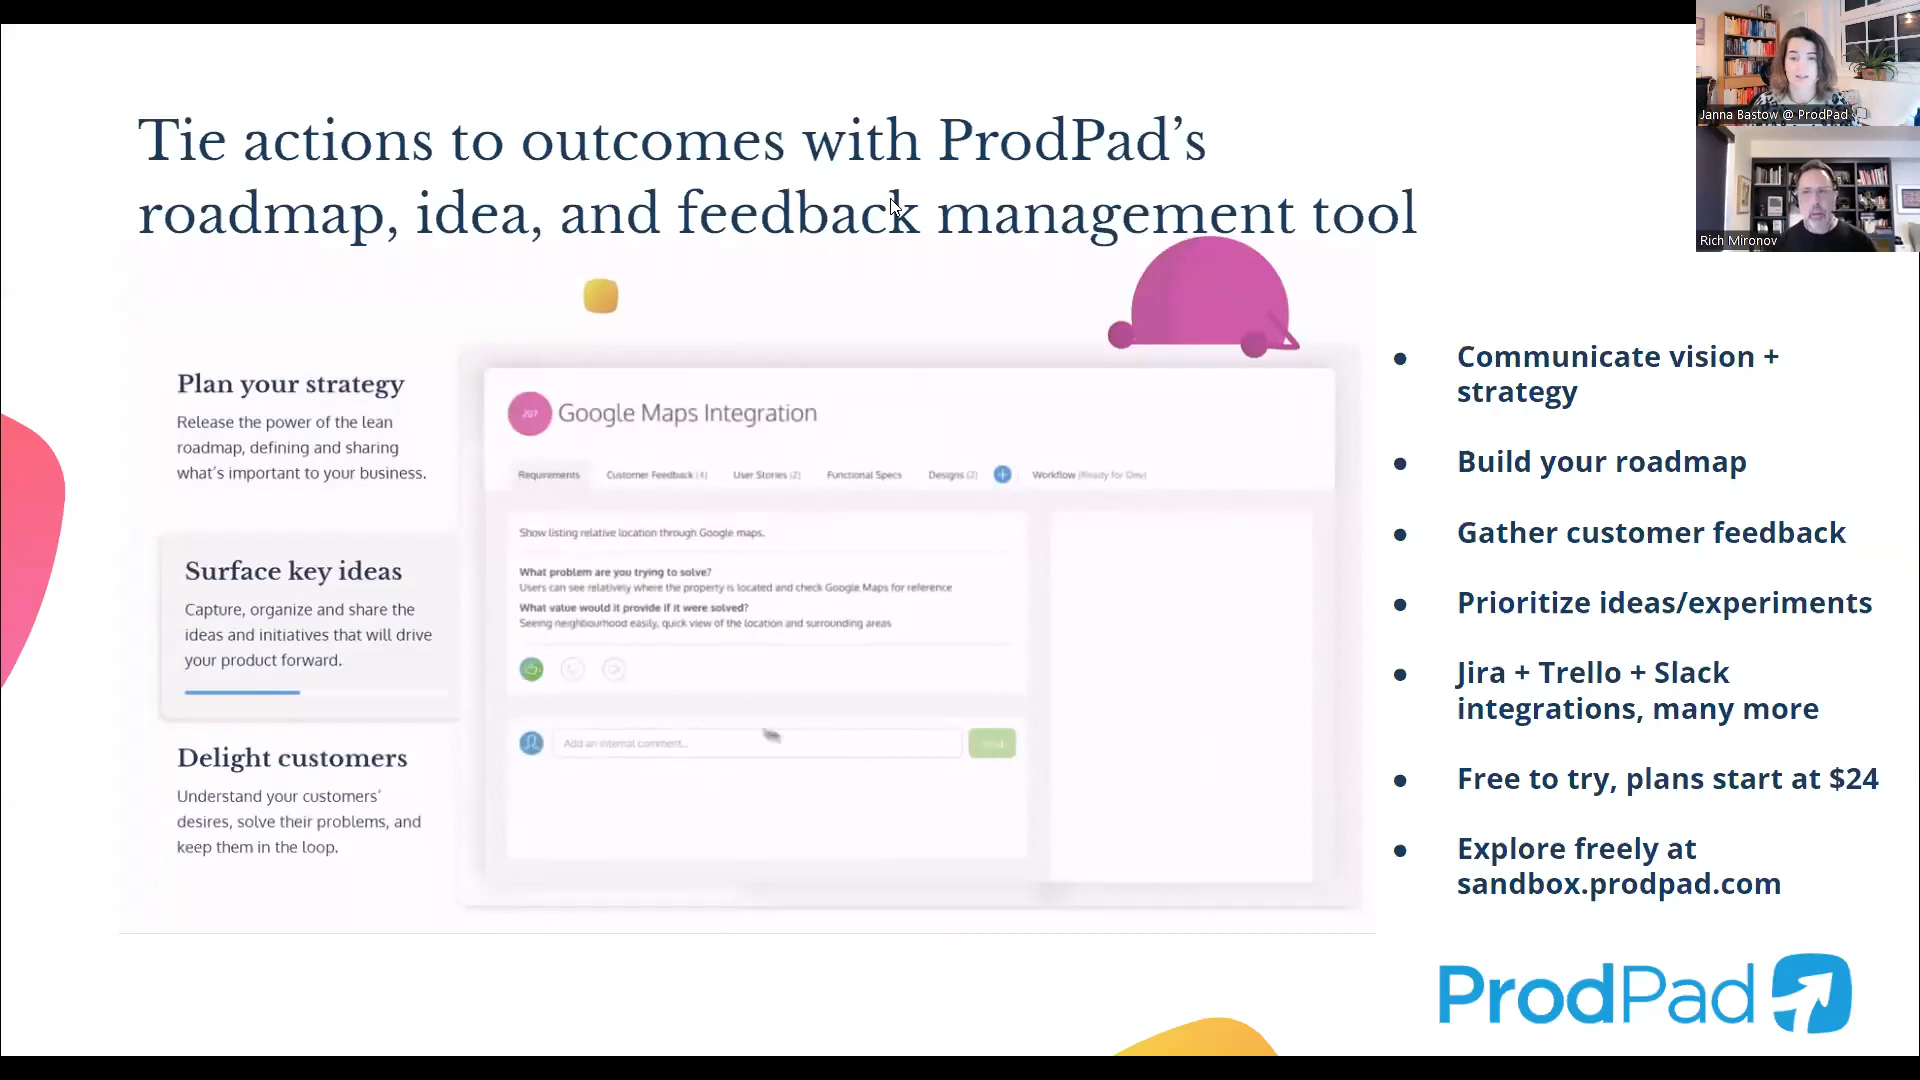 Tie actions to outcomes with ProdPad’s
roadmap, idea, and feedback management tool
Janna Bastow @ ProdPad
Rich Mironov
Plan your strategy
Release the power of the lean
roadmap, defining and sharing
what’s important to your business.
Surface key ideas
Capture, organize and share the
ideas and initiatives that will drive
your product forward.
Delight customers
Understand your customers’
desires, solve their problems, and
keep them in the loop.
207
Google Maps Integration
Requirements
Customer Feedback (4)
User Stories (2)
Functional Specs
Designs (2)
Workflow (Ready for Dev)
Show listing relative location through Google maps.
What problem are you trying to solve?
Users can see relatively where the property is located and check Google Maps for reference
What value would it provide if it were solved?
Seeing neighbourhood easily, quick view of the location and surrounding areas
Add an internal comment...
Communicate vision +
strategy
Build your roadmap
Gather customer feedback
Prioritize ideas/experiments
Jira + Trello + Slack
integrations, many more
Free to try, plans start at $24
Explore freely at
sandbox.prodpad.com
ProdPad